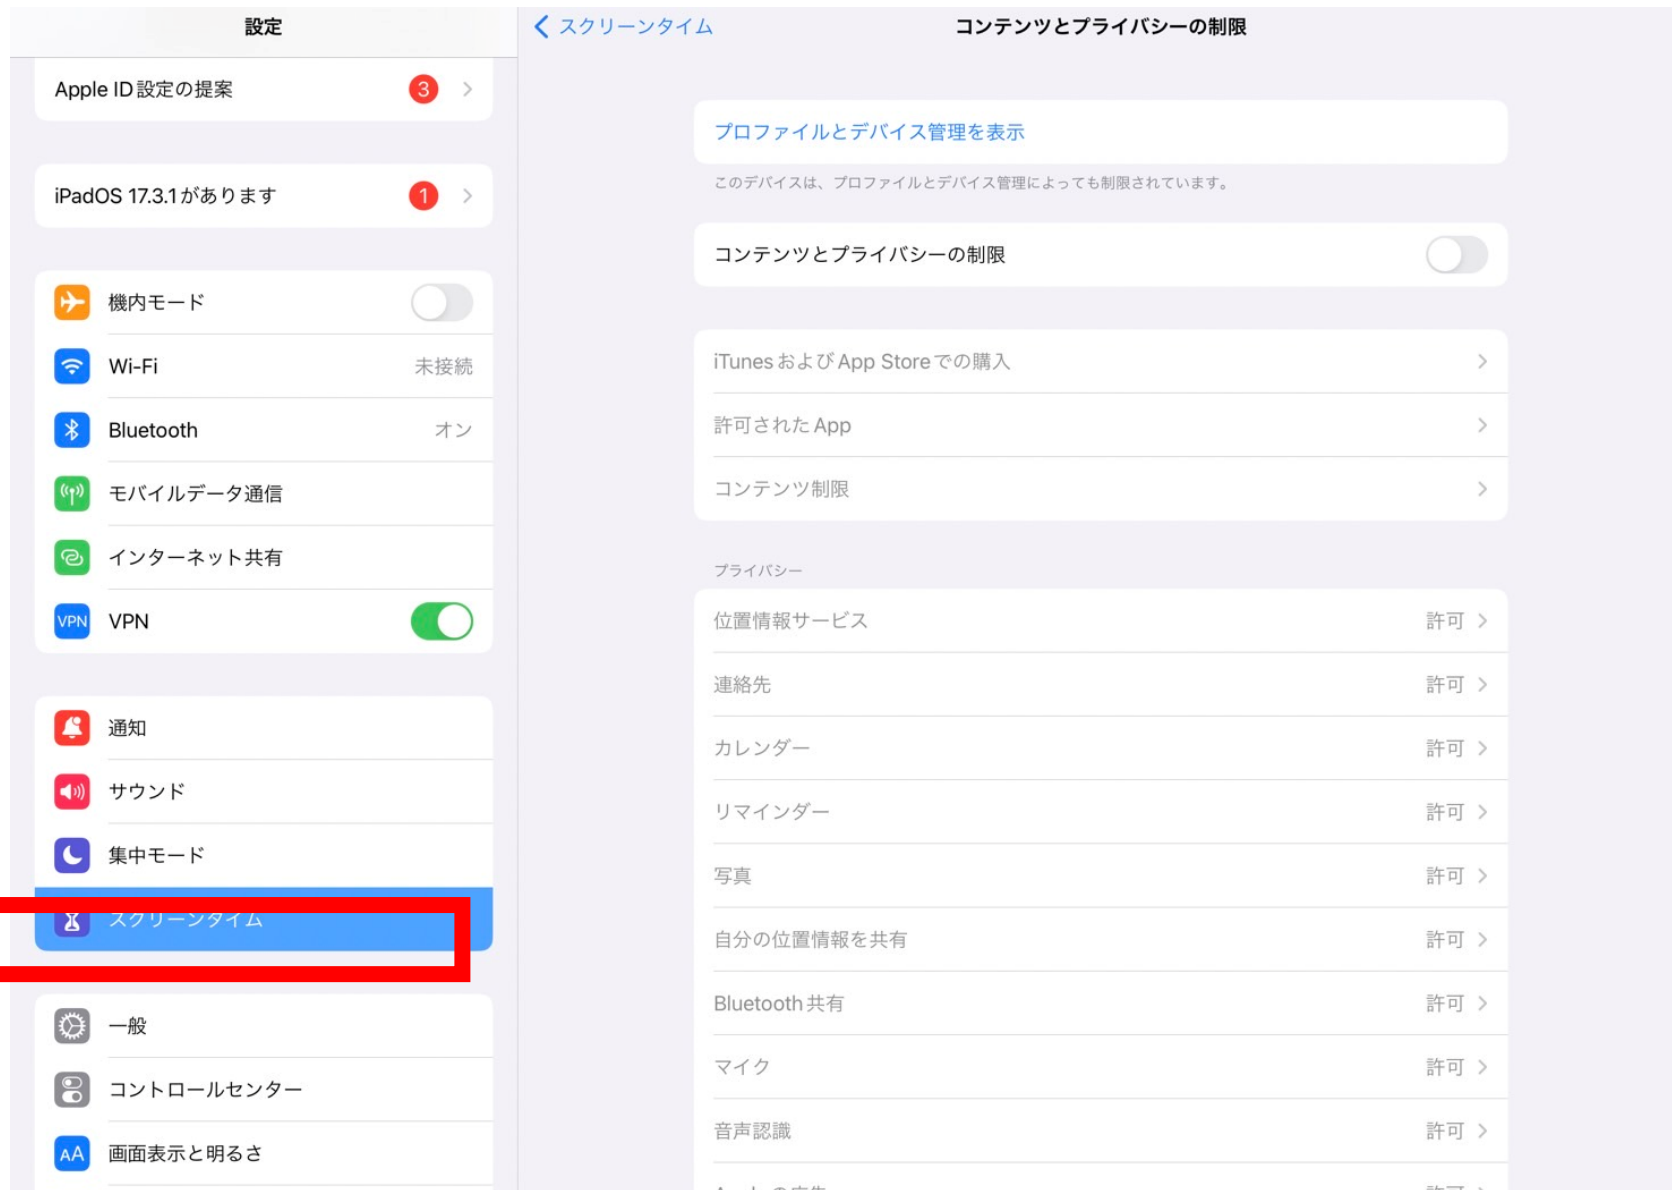 設定
Apple ID設定の提案
3
iPadOS 17.3.1があります
1
機内モード
Wi-Fi
未接続
Bluetooth
オン
モバイルデータ通信
インターネット共有
VPN
VPN
通知
サウンド
集中モード
スクリーンタイム
一般
コントロールセンター
AA
画面表示と明るさ
スクリーンタイム
コンテンツとプライバシーの制限
プロファイルとデバイス管理を表示
このデバイスは、プロファイルとデバイス管理によっても制限されています。
コンテンツとプライバシーの制限
iTunesおよびApp Storeでの購入
許可されたApp
コンテンツ制限
プライバシー
位置情報サービス
許可
連絡先
許可
カレンダー
許可
リマインダー
許可
写真
許可
自分の位置情報を共有
許可
Bluetooth共有
許可
マイク
許可
音声認識
許可